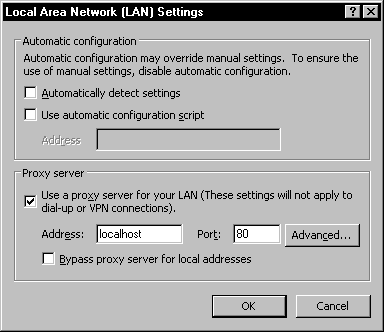 Local Area Network (LAN) Settings
Automatic configuration
Automatic configuration may override manual settings.  To ensure the
use of manual settings, disable automatic configuration.
Automatically detect settings
Use automatic configuration script
Address
Proxy server
Use a proxy server for your LAN (These settings will not apply to
dial-up or VPN connections).
Address: localhost Port: 80 Advanced...
Bypass proxy server for local addresses
OK Cancel